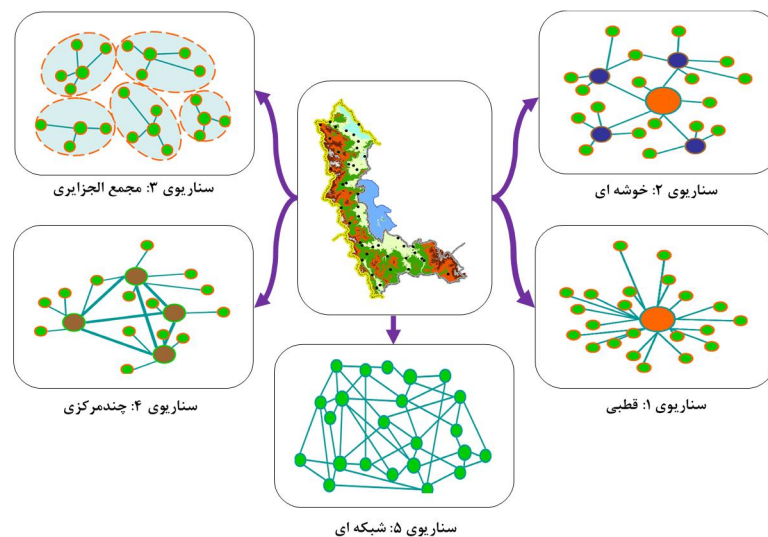 سناریوی ۲: خوشه ای
سناریوی ۳: مجمع الجزایری
سناریوی ۱: قطبی
سناریوی ۴: چندمرکزی
سناریوی ۵: شبکه ای